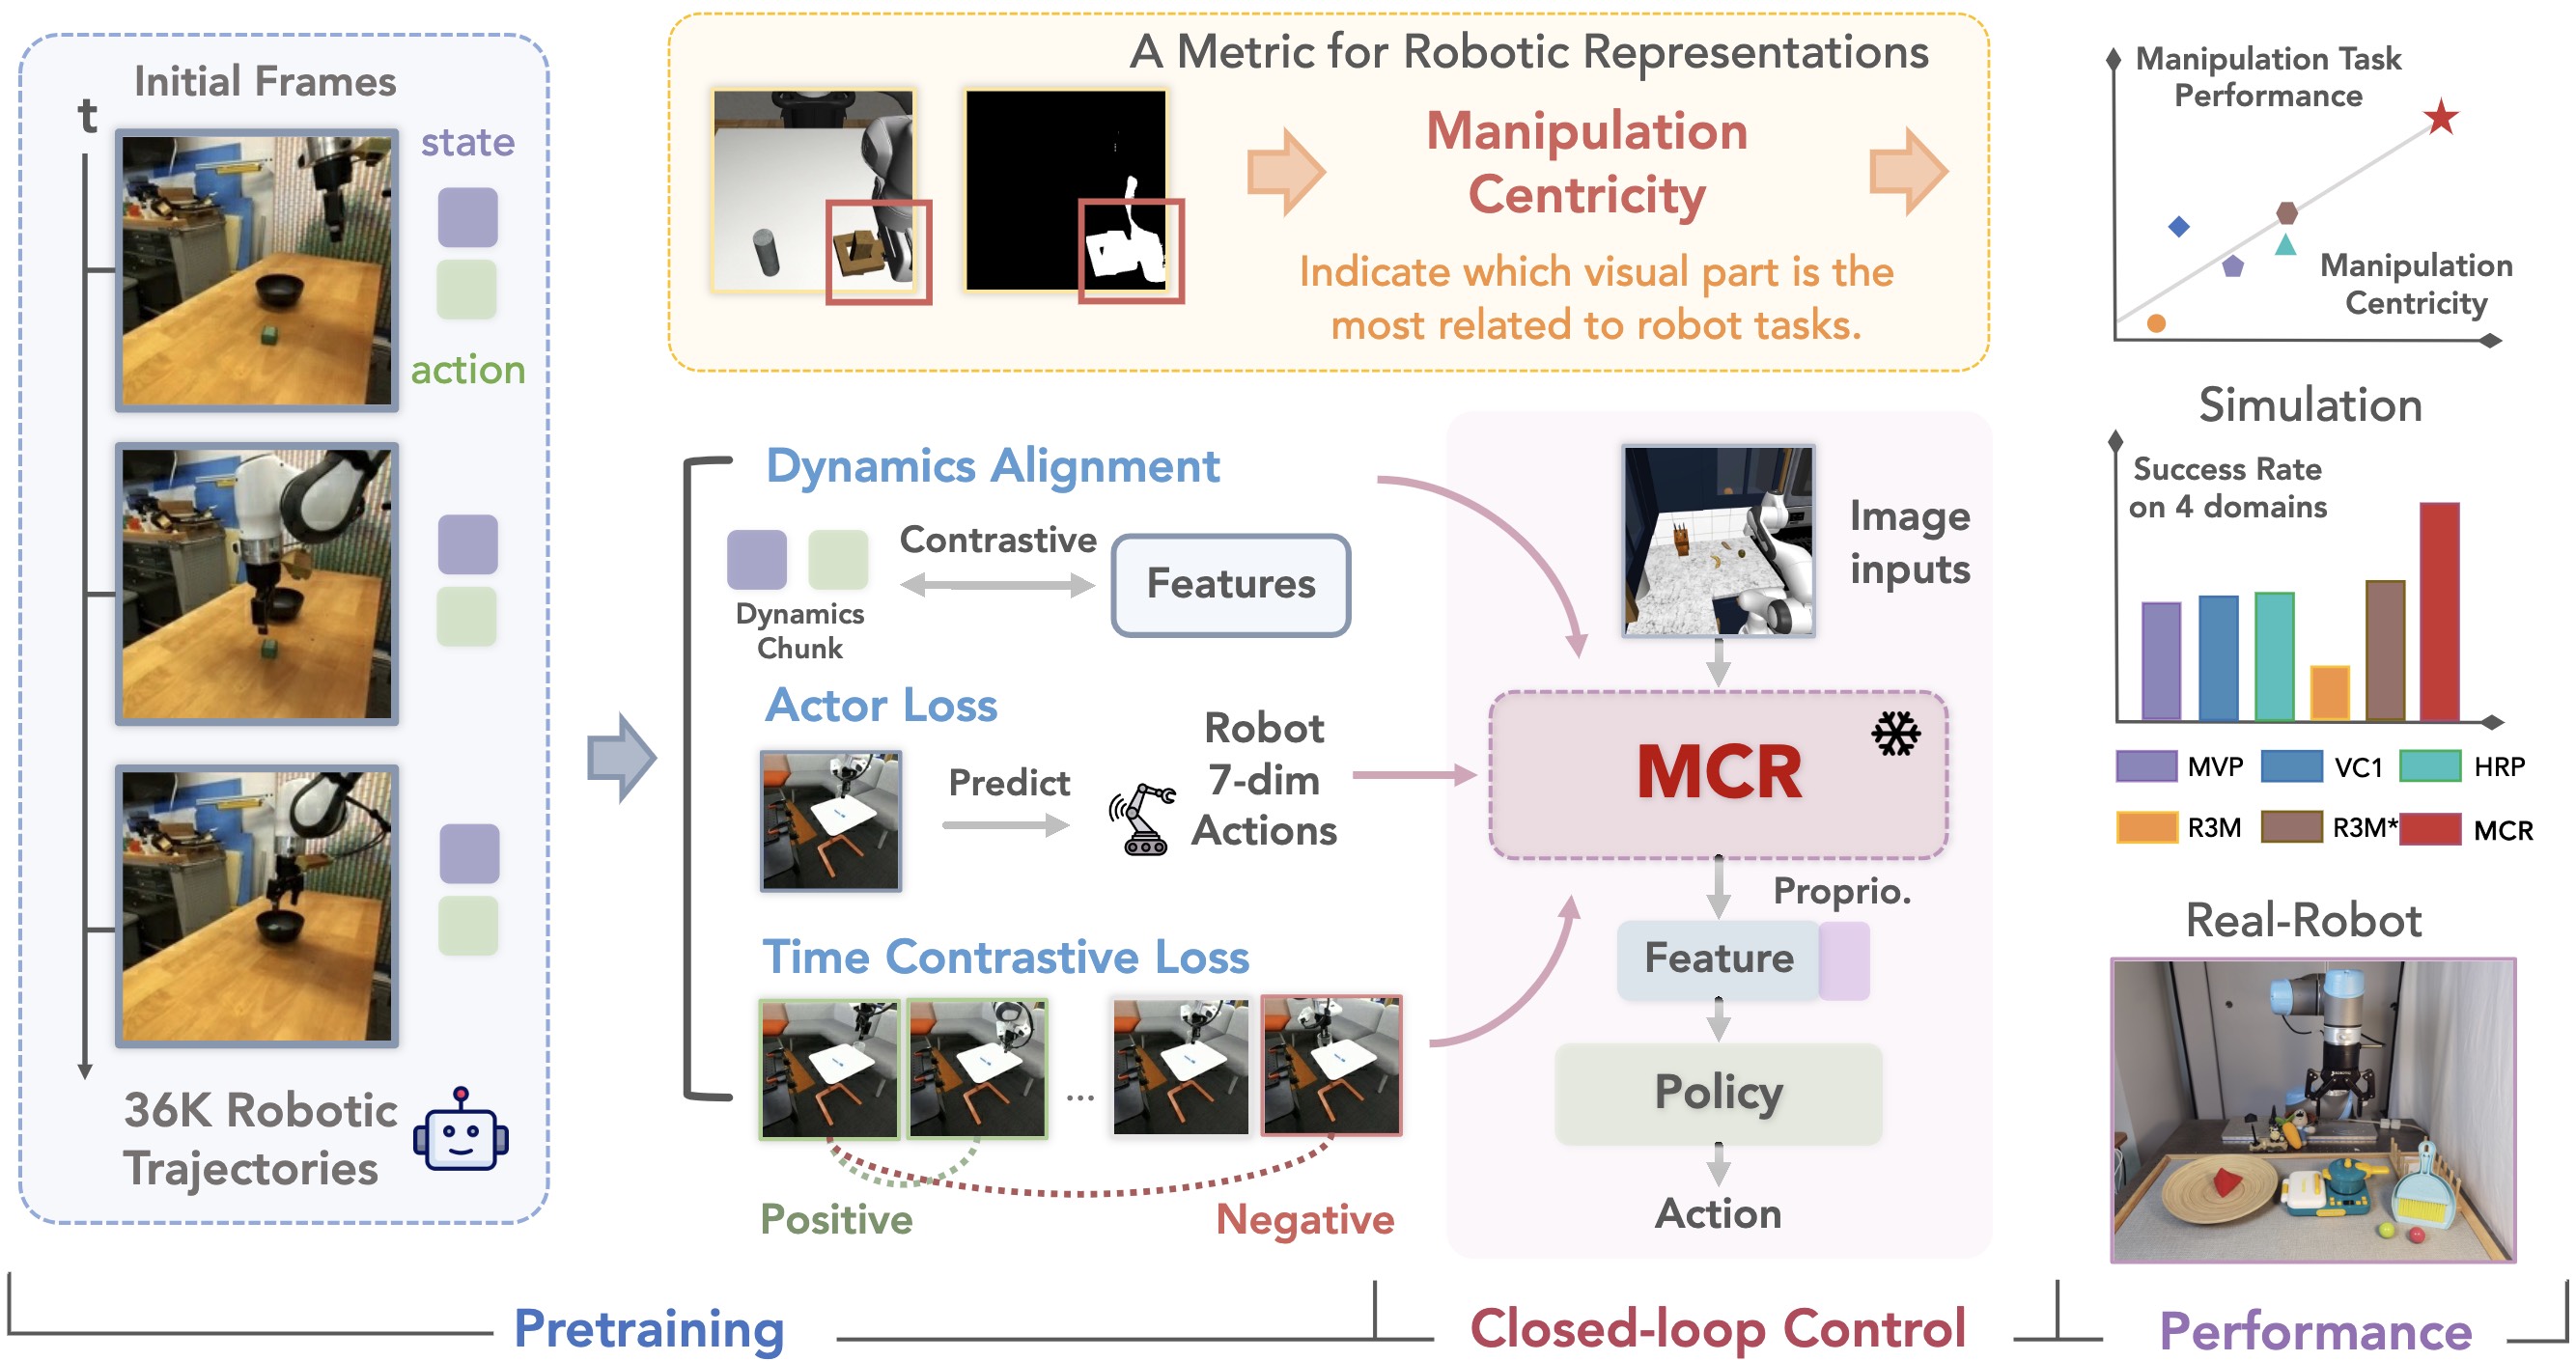 Initial Frames
t
state
action
36K Robotic
Trajectories
A Metric for Robotic Representations
Manipulation
Centricity
Indicate which visual part is the
most related to robot tasks.
Dynamics Alignment
Contrastive
Features
Dynamics
Chunk
Actor Loss
Predict
Robot
7-dim
Actions
Time Contrastive Loss
...
Positive
Negative
Image
inputs
MCR
Proprio.
Feature
Policy
Action
Manipulation Task
Performance
Manipulation
Centricity
Simulation
Success Rate
on 4 domains
MVP
VC1
HRP
R3M
R3M*
MCR
Real-Robot
Pretraining
Closed-loop Control
Performance